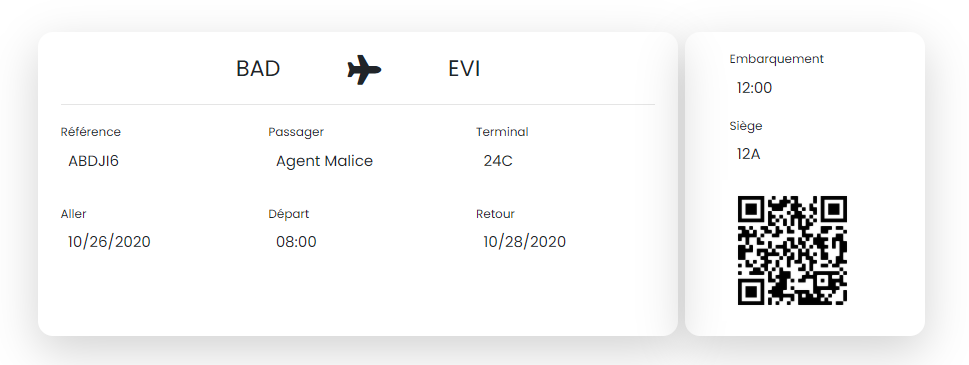 BAD EVI
Référence Passager Terminal
ABDJI6 Agent Malice 24C
Aller Départ Retour
10/26/2020 08:00 10/28/2020
Embarquement
12:00
Siège
12A